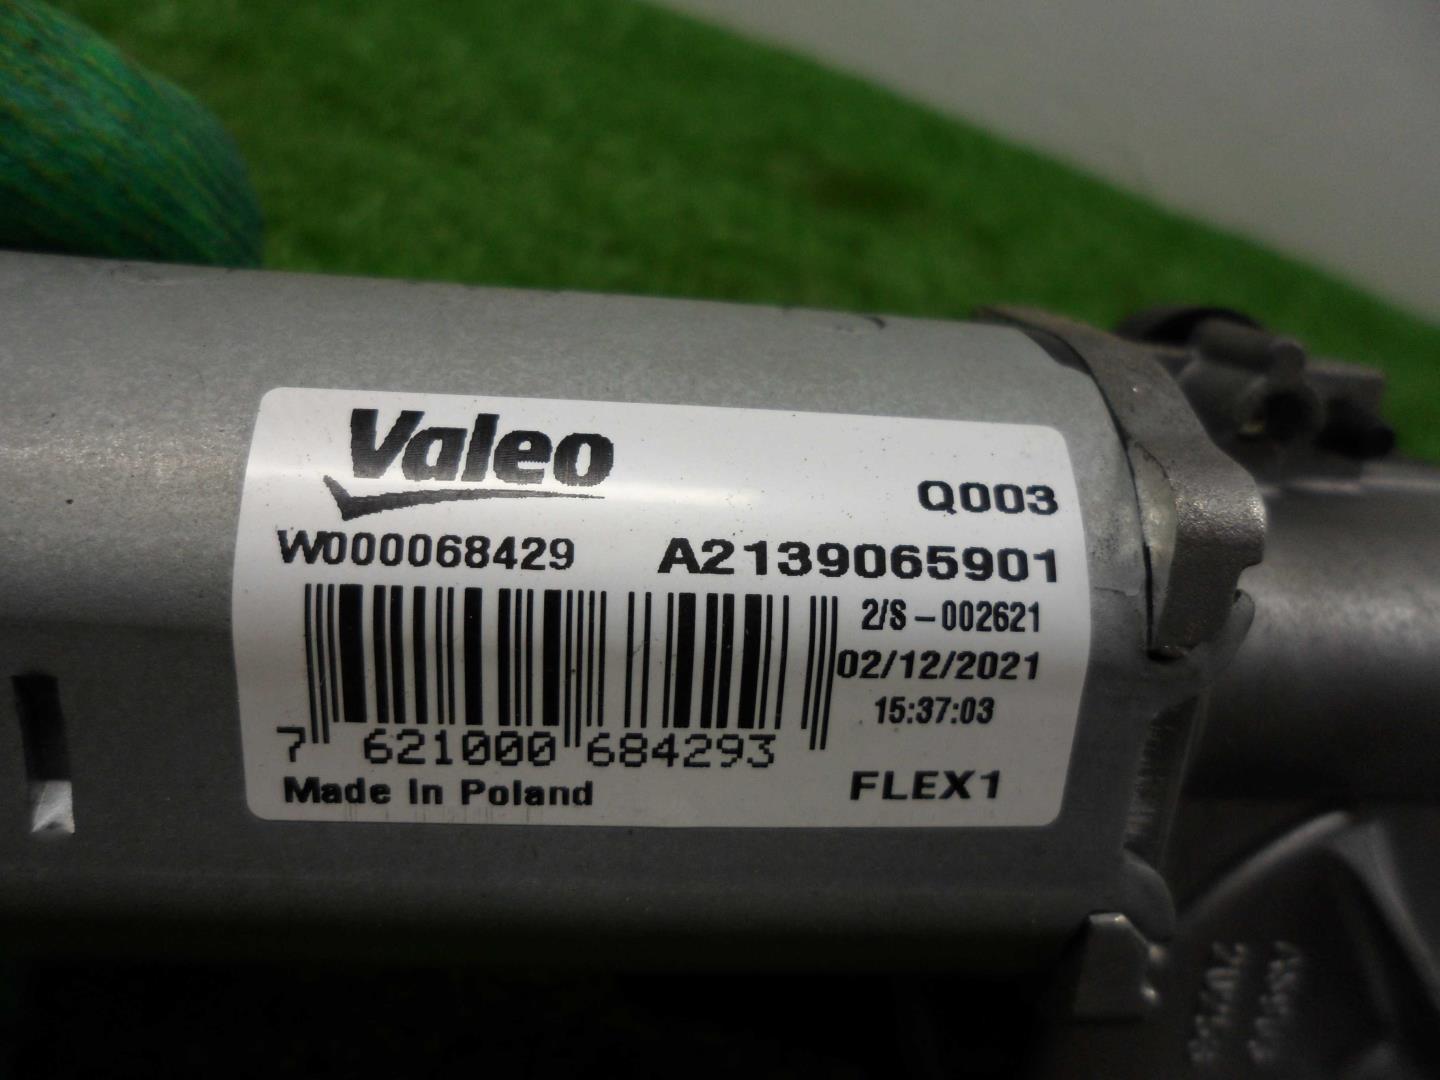 Valeo
Q003
W000068429 A2139065901
2/S-002621
02/12/2021
15:37:03
7 621000 684293
Made In Poland
FLEX1